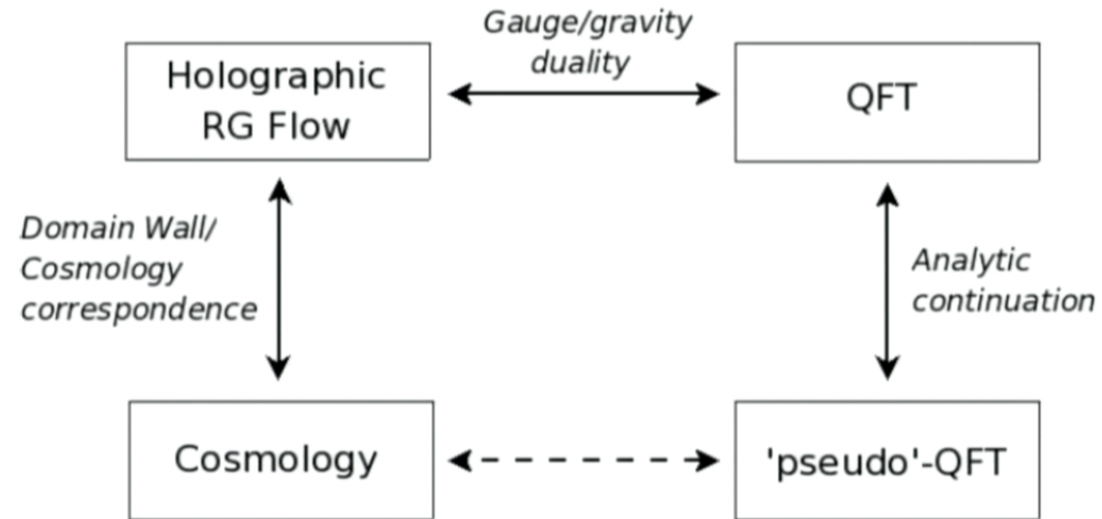 Gauge/gravity
duality
Holographic
RG Flow
QFT
Domain Wall/
Cosmology
correspondence
Analytic
continuation
Cosmology
'pseudo'-QFT